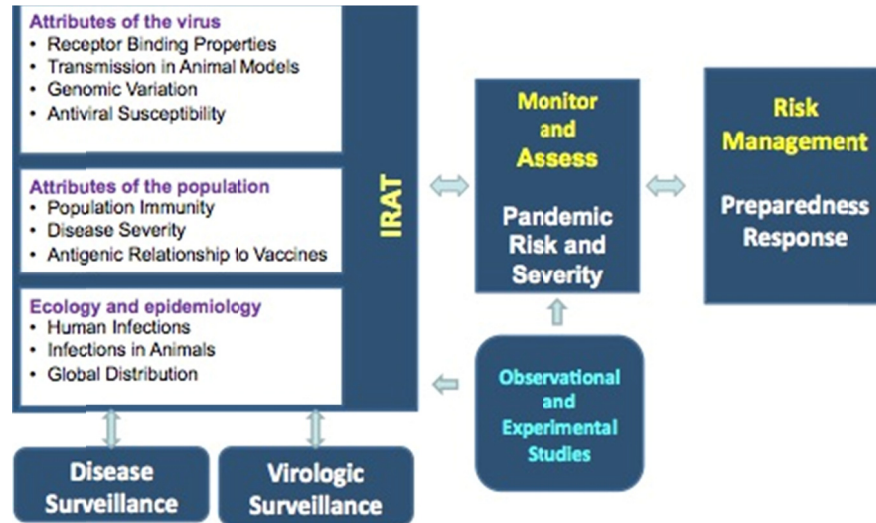 Attributes of the virus
• Receptor Binding Properties
• Transmission in Animal Models
• Genomic Variation
• Antiviral Susceptibility
Attributes of the population
• Population Immunity
• Disease Severity
• Antigenic Relationship to Vaccines
Ecology and epidemiology
• Human Infections
• Infections in Animals
• Global Distribution
IRAT
Monitor
and
Assess
Pandemic
Risk and
Severity
Risk
Management
Preparedness
Response
Observational
and
Experimental
Studies
Disease
Surveillance
Virologic
Surveillance